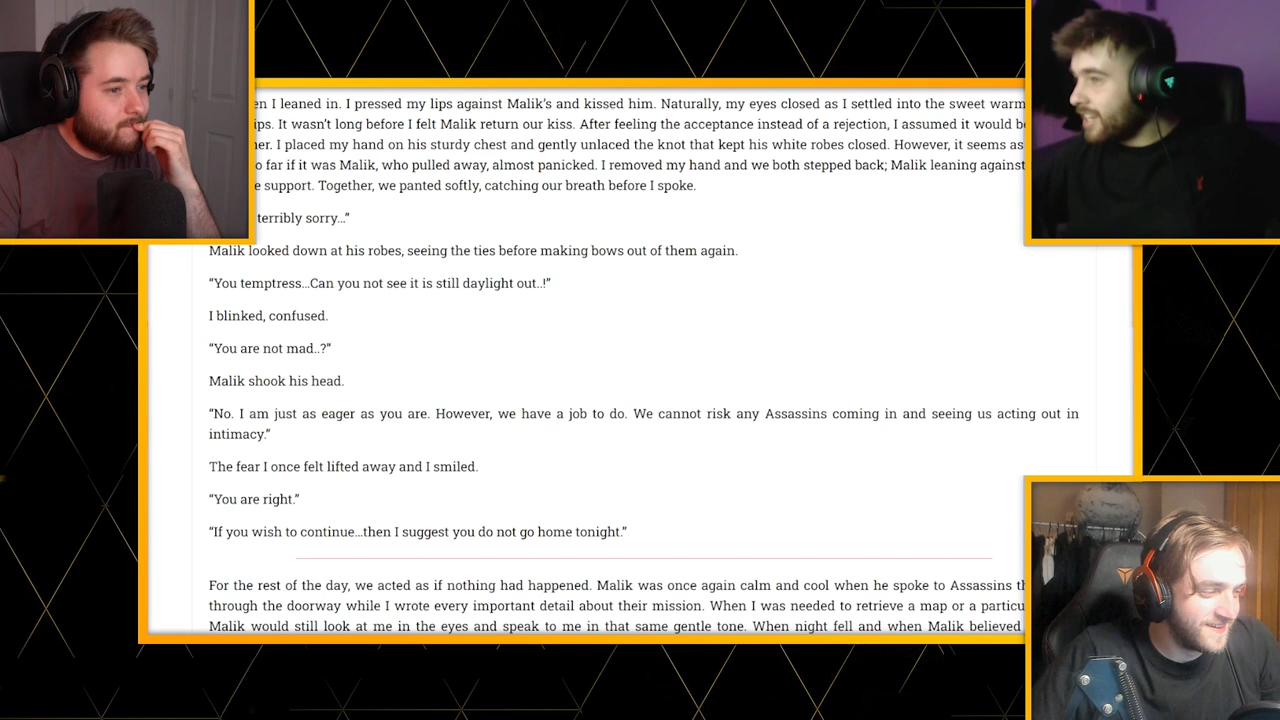 en I leaned in. I pressed my lips against Malik's and kissed him. Naturally, my eyes closed as I settled into the sweet warm
ips. It wasn't long before I felt Malik return our kiss. After feeling the acceptance instead of a rejection, I assumed it would b
er. I placed my hand on his sturdy chest and gently unlaced the knot that kept his white robes closed. However, it seems as
o far if it was Malik, who pulled away, almost panicked. I removed my hand and we both stepped back; Malik leaning against
e support. Together, we panted softly, catching our breath before I spoke.
terribly sorry…”
Malik looked down at his robes, seeing the ties before making bows out of them again.
“You temptress…Can you not see it is still daylight out..!”
I blinked, confused.
“You are not mad..?”
Malik shook his head.
“No. I am just as eager as you are. However, we have a job to do. We cannot risk any Assassins coming in and seeing us acting out in
intimacy.”
The fear I once felt lifted away and I smiled.
“You are right.”
“If you wish to continue…then I suggest you do not go home tonight.”
For the rest of the day, we acted as if nothing had happened. Malik was once again calm and cool when he spoke to Assassins th
through the doorway while I wrote every important detail about their mission. When I was needed to retrieve a map or a particu
Malik would still look at me in the eyes and speak to me in that same gentle tone. When night fell and when Malik believed